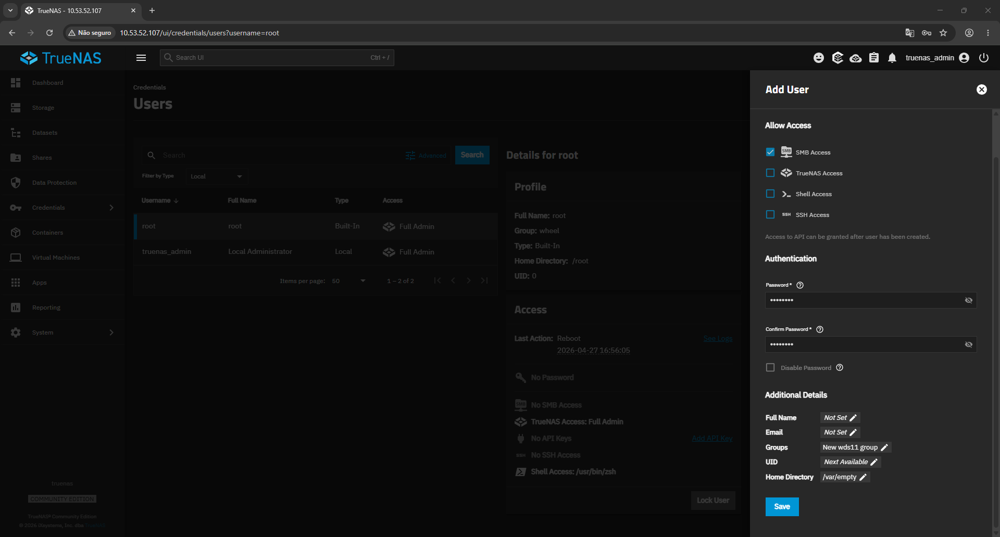 TrueNAS - 10.53.52.107
Não seguro
10.53.52.107/ui/credentials/users?username=root
TrueNAS
Search UI
Ctrl + /
truenas_admin
Dashboard
Storage
Datasets
Shares
Data Protection
Credentials
Containers
Virtual Machines
Apps
Reporting
System
truenas
COMMUNITY EDITION
TrueNAS® Community Edition
© 2026 iXsystems, Inc. dba TrueNAS
Credentials
Users
Search
Advanced
Search
Filter by Type
Local
Username
Full Name
Type
Access
root
root
Built-In
Full Admin
truenas_admin
Local Administrator
Local
Full Admin
Items per page:
50
1 – 2 of 2
Details for root
Profile
Full Name: root
Group: wheel
Type: Built-In
Home Directory: /root
UID: 0
Access
Last Action: Reboot
2026-04-27 16:56:05
See Logs
No Password
SMB
No SMB Access
TrueNAS Access: Full Admin
No API Keys
Add API Key
SSH
No SSH Access
Shell Access: /usr/bin/zsh
Lock User
Add User
Allow Access
SMB
SMB Access
TrueNAS Access
Shell Access
SSH
SSH Access
Access to API can be granted after user has been created.
Authentication
Password *
••••••••
Confirm Password *
••••••••
Disable Password
Additional Details
Full Name
Not Set
Email
Not Set
Groups
New wds11 group
UID
Next Available
Home Directory
/var/empty
Save